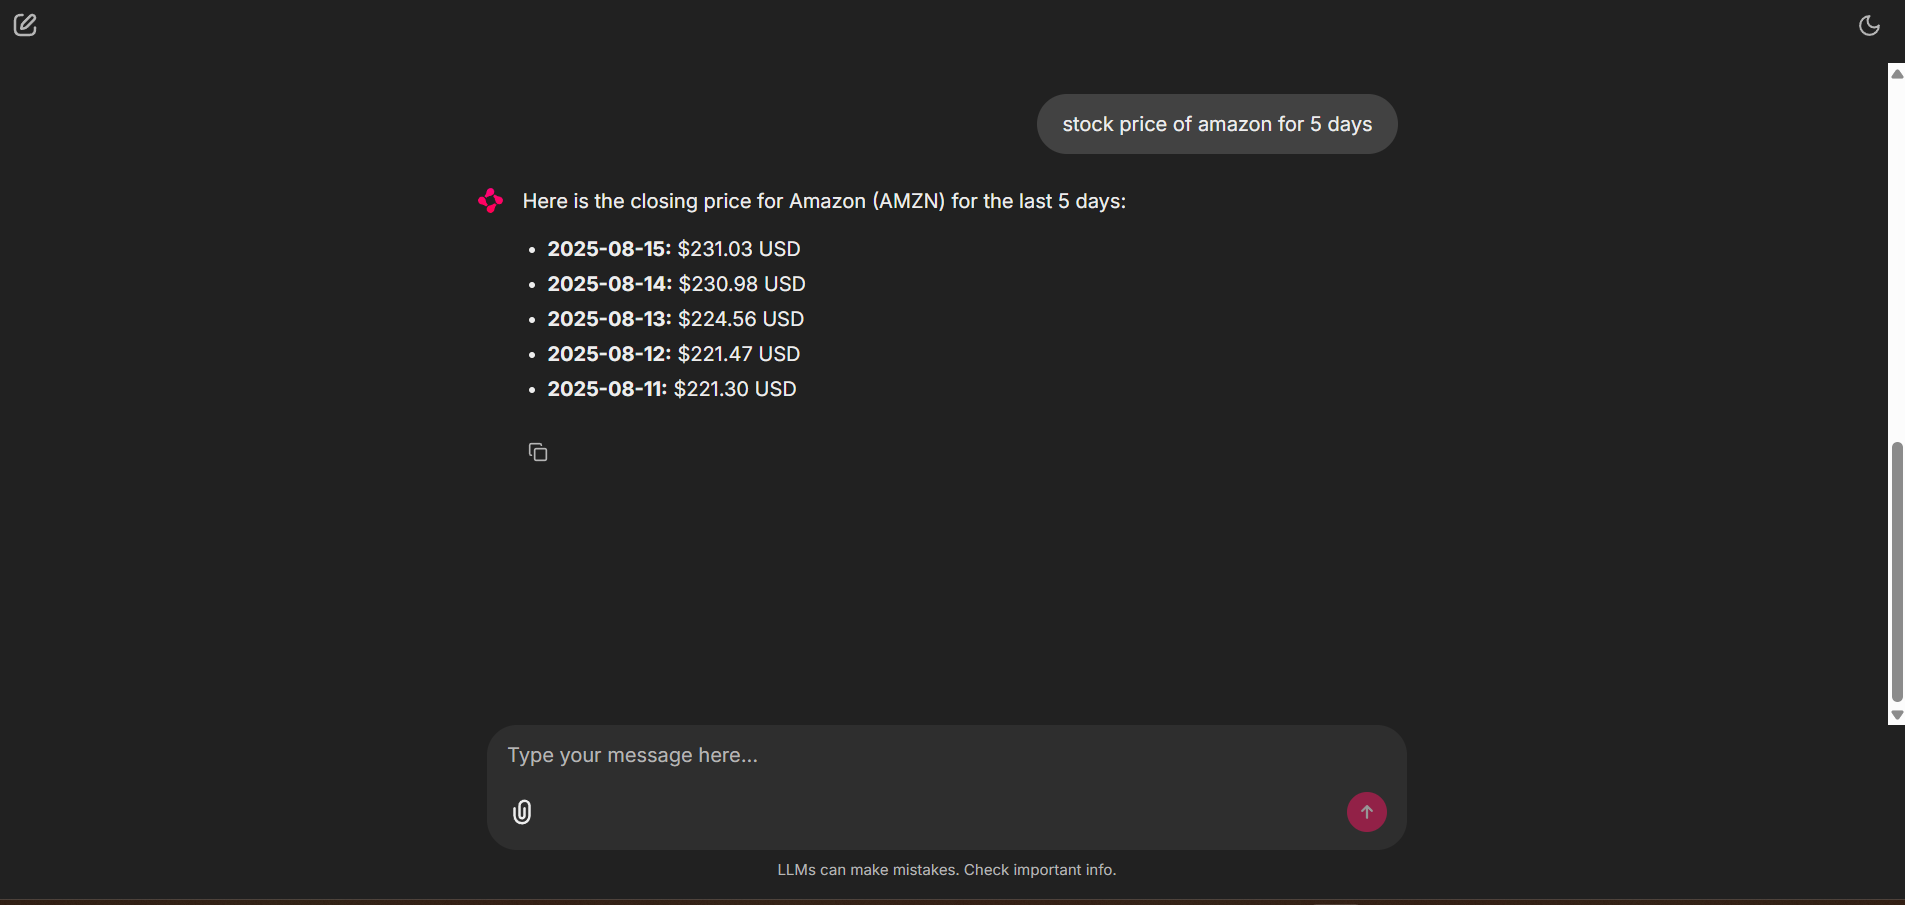 stock price of amazon for 5 days
Here is the closing price for Amazon (AMZN) for the last 5 days:
• 2025-08-15: $231.03 USD
• 2025-08-14: $230.98 USD
• 2025-08-13: $224.56 USD
• 2025-08-12: $221.47 USD
• 2025-08-11: $221.30 USD
Type your message here...
LLMs can make mistakes. Check important info.